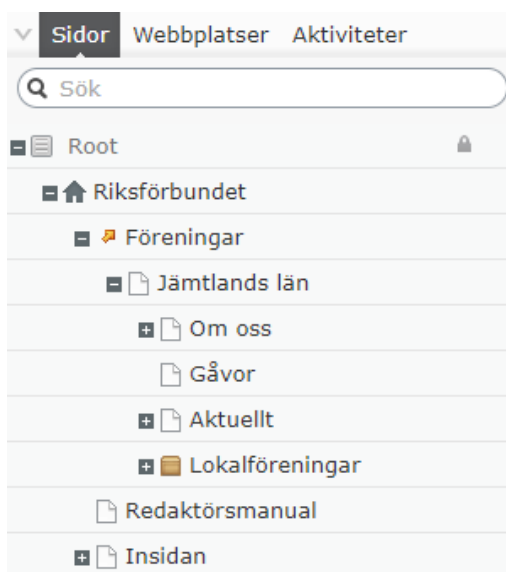 Sidor Webbplatser Aktiviteter
Sök
Root
Riksförbundet
Föreningar
Jämtlands län
Om oss
Gåvor
Aktuellt
Lokalföreningar
Redaktörsmanual
Insidan